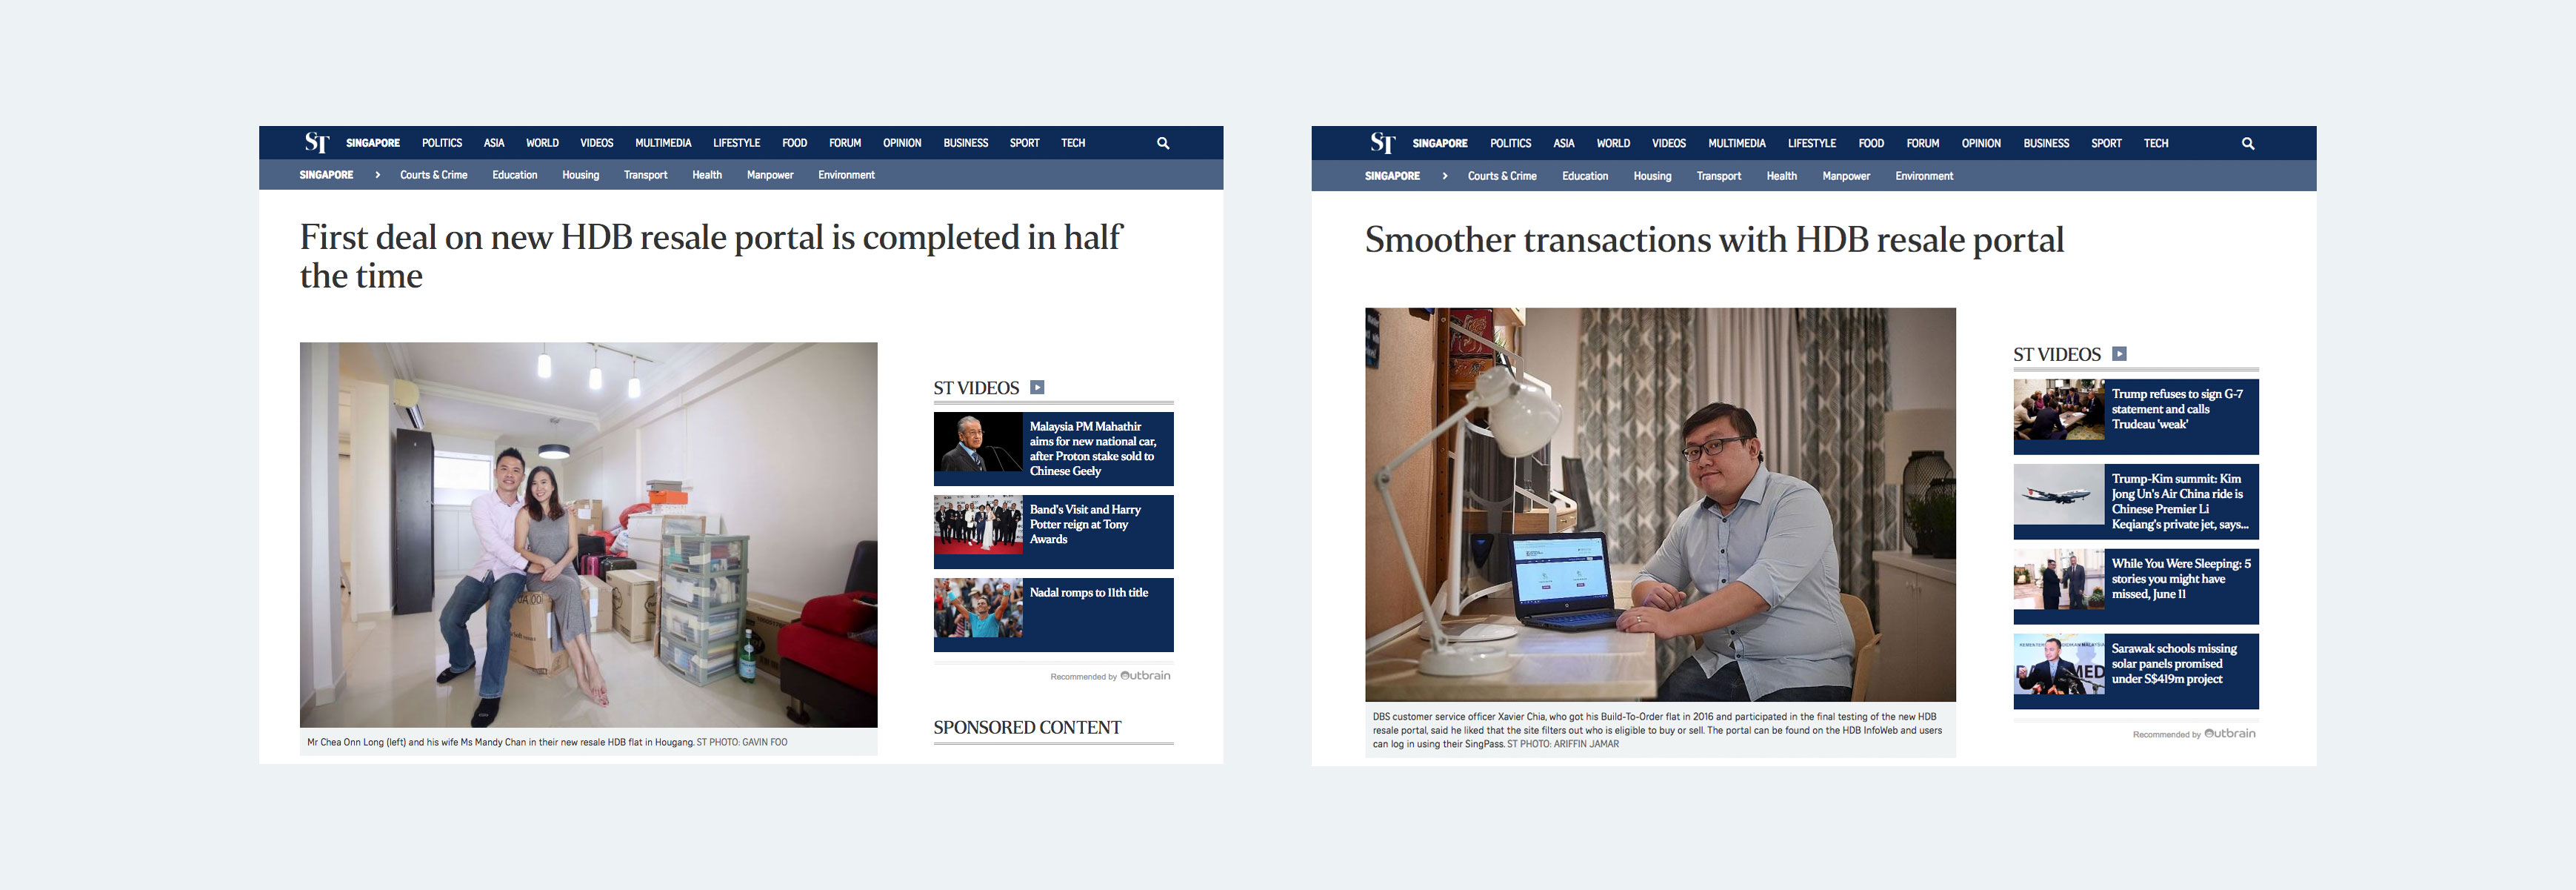 ST SINGAPORE POLITICS ASIA WORLD VIDEOS MULTIMEDIA LIFESTYLE FOOD FORUM OPINION BUSINESS SPORT TECH
SINGAPORE > Courts & Crime Education Housing Transport Health Manpower Environment
First deal on new HDB resale portal is completed in half
the time
Mr Chea Onn Long (left) and his wife Ms Mandy Chan in their new resale HDB flat in Hougang. ST PHOTO: GAVIN FOO
ST VIDEOS
Malaysia PM Mahathir
aims for new national car,
after Proton stake sold to
Chinese Geely
Band's Visit and Harry
Potter reign at Tony
Awards
Nadal romps to 11th title
Recommended by Outbrain
SPONSORED CONTENT
ST SINGAPORE POLITICS ASIA WORLD VIDEOS MULTIMEDIA LIFESTYLE FOOD FORUM OPINION BUSINESS SPORT TECH
SINGAPORE > Courts & Crime Education Housing Transport Health Manpower Environment
Smoother transactions with HDB resale portal
DBS customer service officer Xavier Chia, who got his Build-To-Order flat in 2016 and participated in the final testing of the new HDB
resale portal, said he liked that the site filters out who is eligible to buy or sell. The portal can be found on the HDB InfoWeb and users
can log in using their SingPass. ST PHOTO: ARIFFIN JAMAR
ST VIDEOS
Trump refuses to sign G-7
statement and calls
Trudeau 'weak'
Trump-Kim summit: Kim
Jong Un's Air China ride is
Chinese Premier Li
Keqiang's private jet, says...
While You Were Sleeping: 5
stories you might have
missed, June 11
Sarawak schools missing
solar panels promised
under S$419m project
Recommended by Outbrain